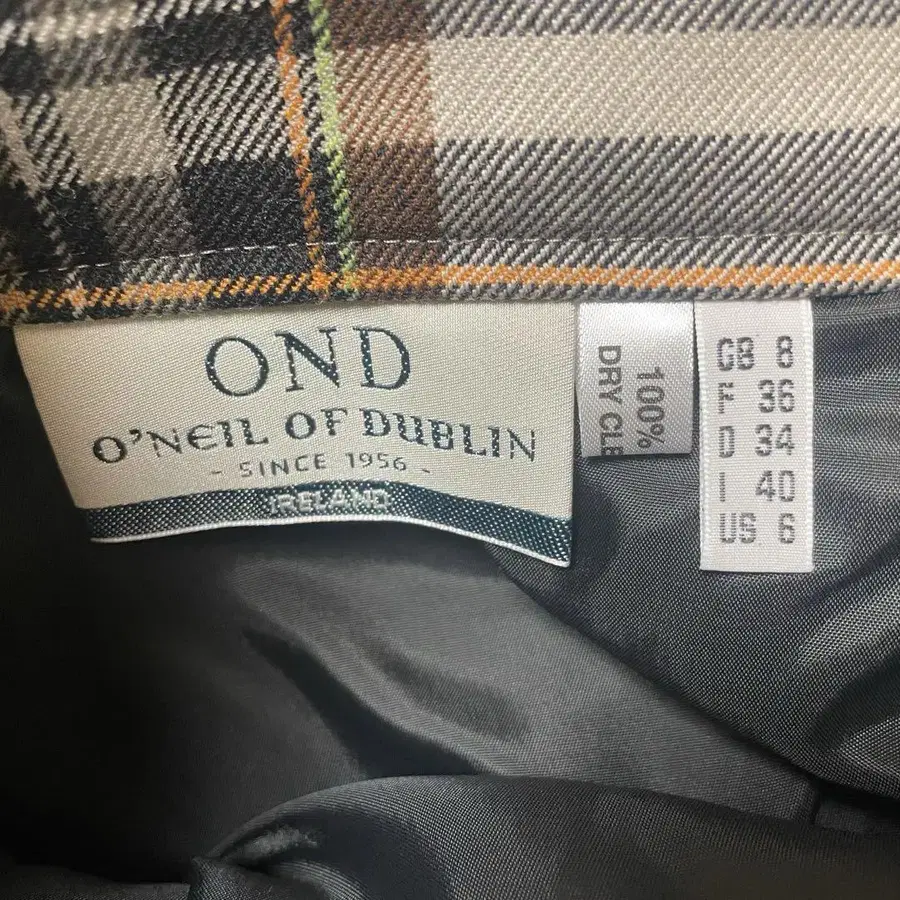 OND
O'NEIL OF DUBLIN
- SINCE 1956 -
IRELAND
100%
DRY CLE
GB 8
F 36
D 34
I 40
US 6